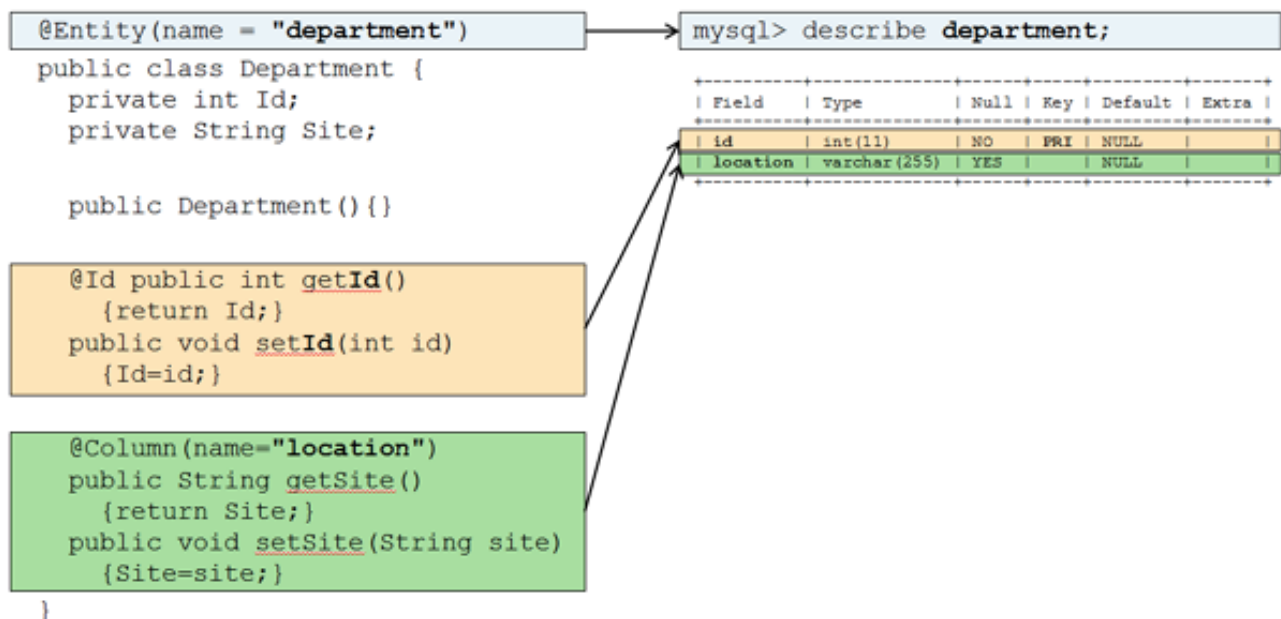 @Entity(name = "department")
public class Department {
private int Id;
private String Site;
public Department(){}
@Id public int getId()
{return Id;}
public void setId(int id)
{Id=id;}
@Column(name="location")
public String getSite()
{return Site;}
public void setSite(String site)
{Site=site;}
}
mysql> describe department;
+----------+--------------+------+-----+---------+-------+
| Field | Type | Null | Key | Default | Extra |
+----------+--------------+------+-----+---------+-------+
| id | int(11) | NO | PRI | NULL | |
| location | varchar(255) | YES | | NULL | |
+----------+--------------+------+-----+---------+-------+